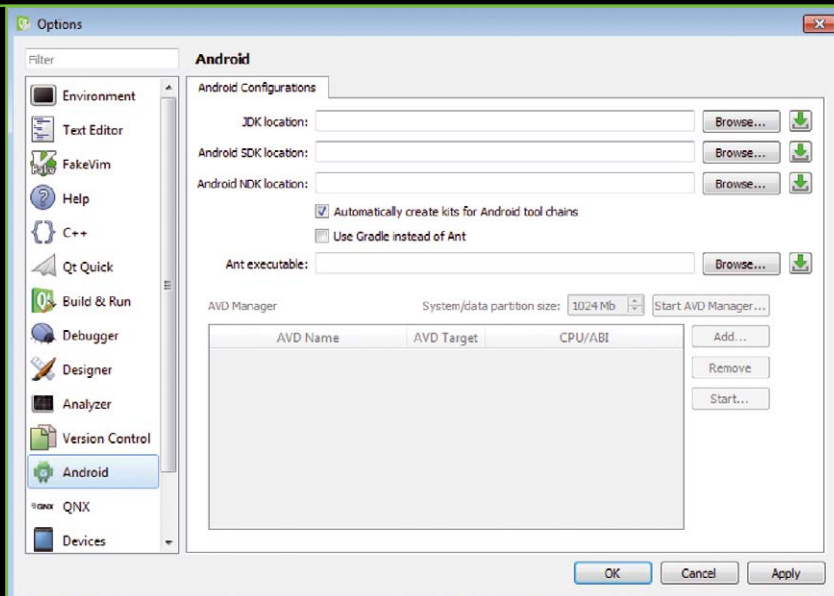 Options
Filter
Environment
Text Editor
FakeVim
Help
C++
Qt Quick
Build & Run
Debugger
Designer
Analyzer
Version Control
Android
QNX
Devices
Android
Android Configurations
JDK location:
Browse...
Android SDK location:
Browse...
Android NDK location:
Browse...
Automatically create kits for Android tool chains
Use Gradle instead of Ant
Ant executable:
Browse...
AVD Manager
System/data partition size:
1024 Mb
Start AVD Manager...
AVD Name
AVD Target
CPU/ABI
Add...
Remove
Start...
OK
Cancel
Apply